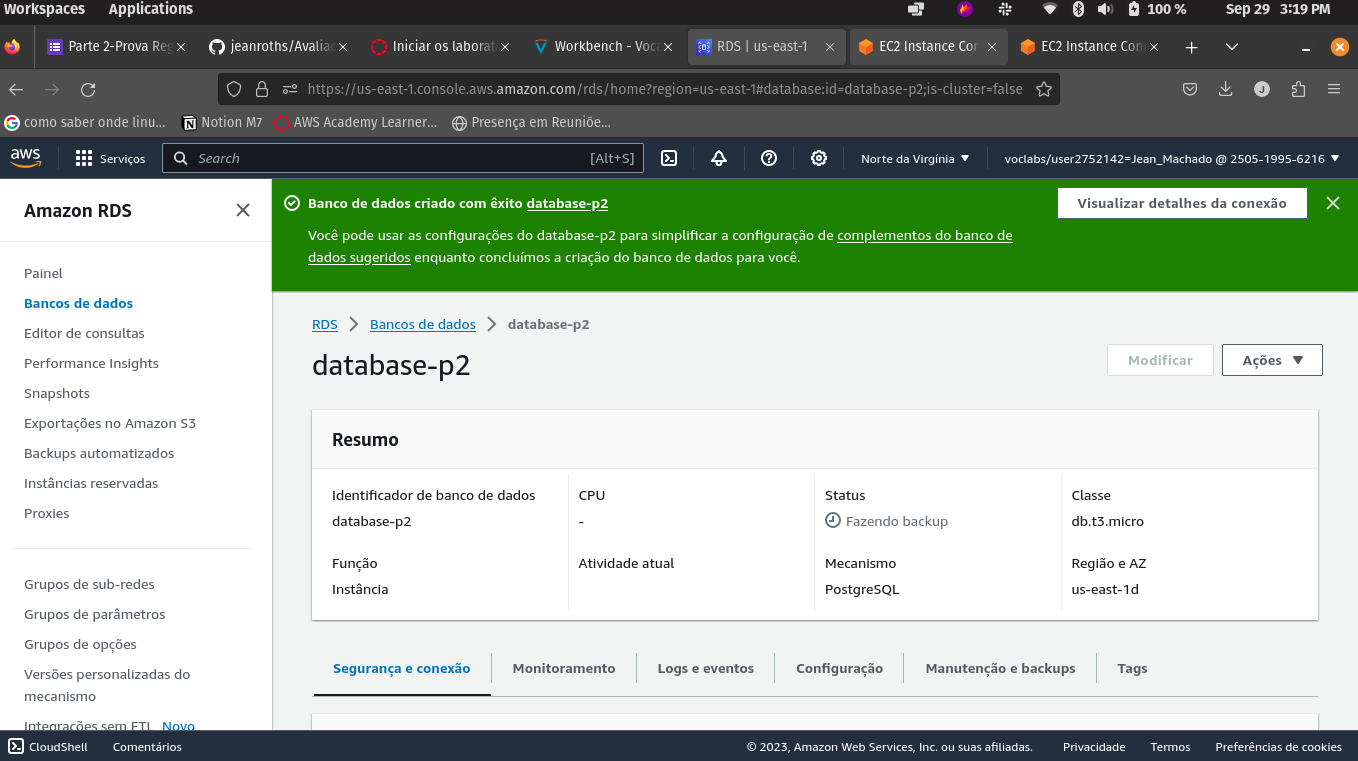 Workspaces Applications 100 % Sep 29 3:19 PM
Parte 2-Prova Reg jeanroths/Avaliac Iniciar os laborat Workbench - Voca RDS | us-east-1 EC2 Instance Con EC2 Instance Con
https://us-east-1.console.aws.amazon.com/rds/home?region=us-east-1#database:id=database-p2;is-cluster=false J
como saber onde linu... Notion M7 AWS Academy Learner... Presença em Reuniõe...
aws Serviços Search [Alt+S] Norte da Virgínia voclabs/user2752142=Jean_Machado @ 2505-1995-6216
Amazon RDS
Painel
Bancos de dados
Editor de consultas
Performance Insights
Snapshots
Exportações no Amazon S3
Backups automatizados
Instâncias reservadas
Proxies
Grupos de sub-redes
Grupos de parâmetros
Grupos de opções
Versões personalizadas do
mecanismo
Integrações sem ETL Novo
Banco de dados criado com êxito database-p2 Visualizar detalhes da conexão
Você pode usar as configurações do database-p2 para simplificar a configuração de complementos do banco de
dados sugeridos enquanto concluímos a criação do banco de dados para você.
RDS Bancos de dados database-p2
database-p2 Modificar Ações
Resumo
Identificador de banco de dados CPU Status Classe
database-p2 - Fazendo backup db.t3.micro
Função Atividade atual Mecanismo Região e AZ
Instância PostgreSQL us-east-1d
Segurança e conexão Monitoramento Logs e eventos Configuração Manutenção e backups Tags
CloudShell Comentários © 2023, Amazon Web Services, Inc. ou suas afiliadas. Privacidade Termos Preferências de cookies